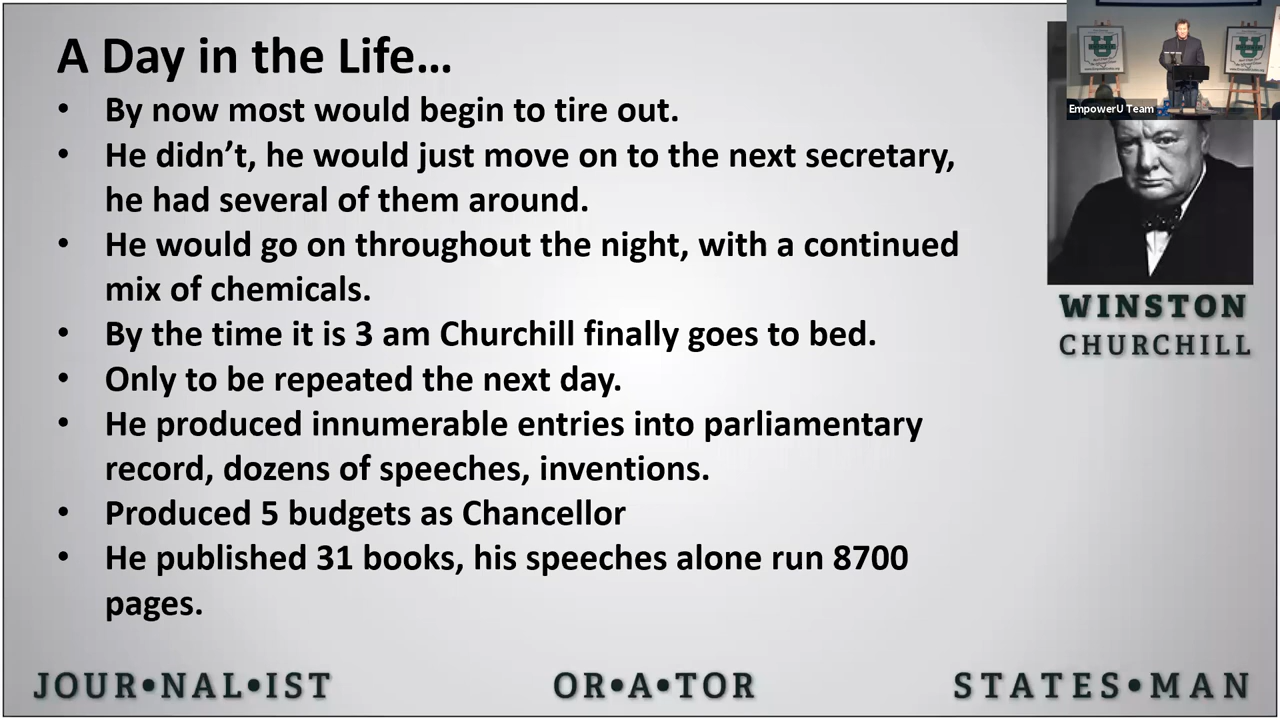 A Day in the Life...
• By now most would begin to tire out.
• He didn't, he would just move on to the next secretary,
he had several of them around.
• He would go on throughout the night, with a continued
mix of chemicals.
• By the time it is 3 am Churchill finally goes to bed.
• Only to be repeated the next day.
• He produced innumerable entries into parliamentary
record, dozens of speeches, inventions.
• Produced 5 budgets as Chancellor
• He published 31 books, his speeches alone run 8700
pages.
EmpowerU Team
WINSTON
CHURCHILL
JOUR•NAL•IST
OR•A•TOR
STATES•MAN